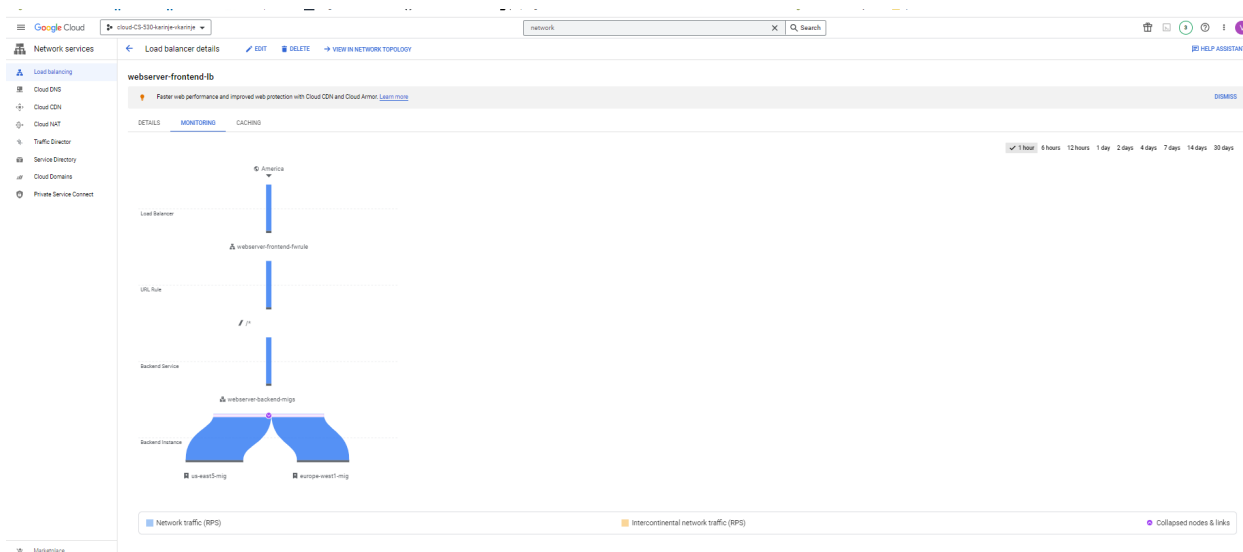 Google Cloud
cloud-CS-530-karinje-vkarinje
network
Search
3
Network services
Load balancer details
EDIT
DELETE
VIEW IN NETWORK TOPOLOGY
HELP ASSISTAN
Load balancing
Cloud DNS
Cloud CDN
Cloud NAT
Traffic Director
Service Directory
Cloud Domains
Private Service Connect
webserver-frontend-lb
Faster web performance and improved web protection with Cloud CDN and Cloud Armor. Learn more
DISMISS
DETAILS
MONITORING
CACHING
1 hour 6 hours 12 hours 1 day 2 days 4 days 7 days 14 days 30 days
America
Load Balancer
webserver-frontend-fwrule
URL Rule
/*
Backend Service
webserver-backend-migs
Backend Instance
us-east5-mig
europe-west1-mig
Network traffic (RPS)
Intercontinental network traffic (RPS)
Collapsed nodes & links
Marketplace